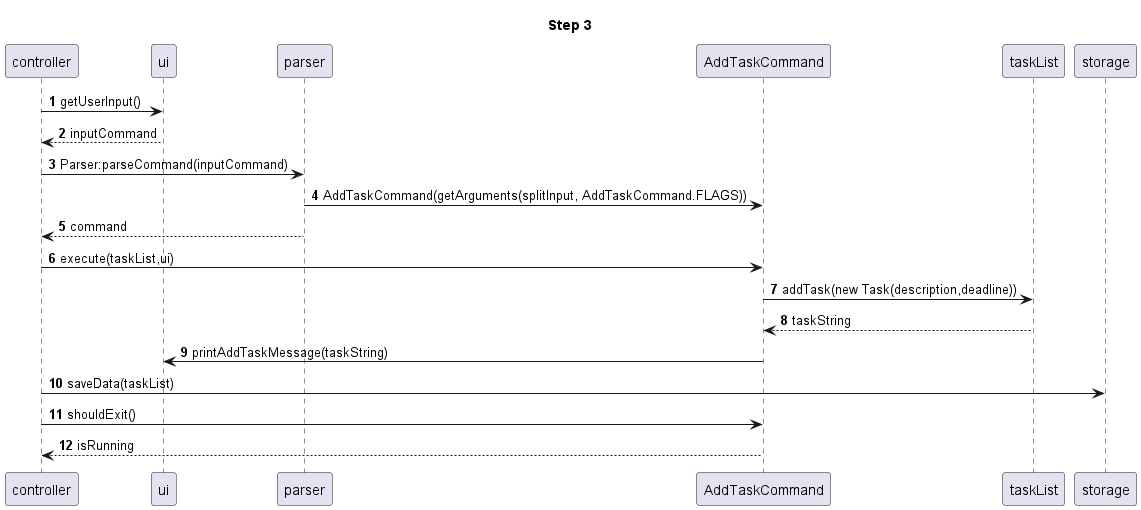 Step 3
controller ui parser AddTaskCommand taskList storage
1 getUserInput()
2 inputCommand
3 Parser:parseCommand(inputCommand)
4 AddTaskCommand(getArguments(splitInput, AddTaskCommand.FLAGS))
5 command
6 execute(taskList,ui)
7 addTask(new Task(description,deadline))
8 taskString
9 printAddTaskMessage(taskString)
10 saveData(taskList)
11 shouldExit()
12 isRunning
controller ui parser AddTaskCommand taskList storage